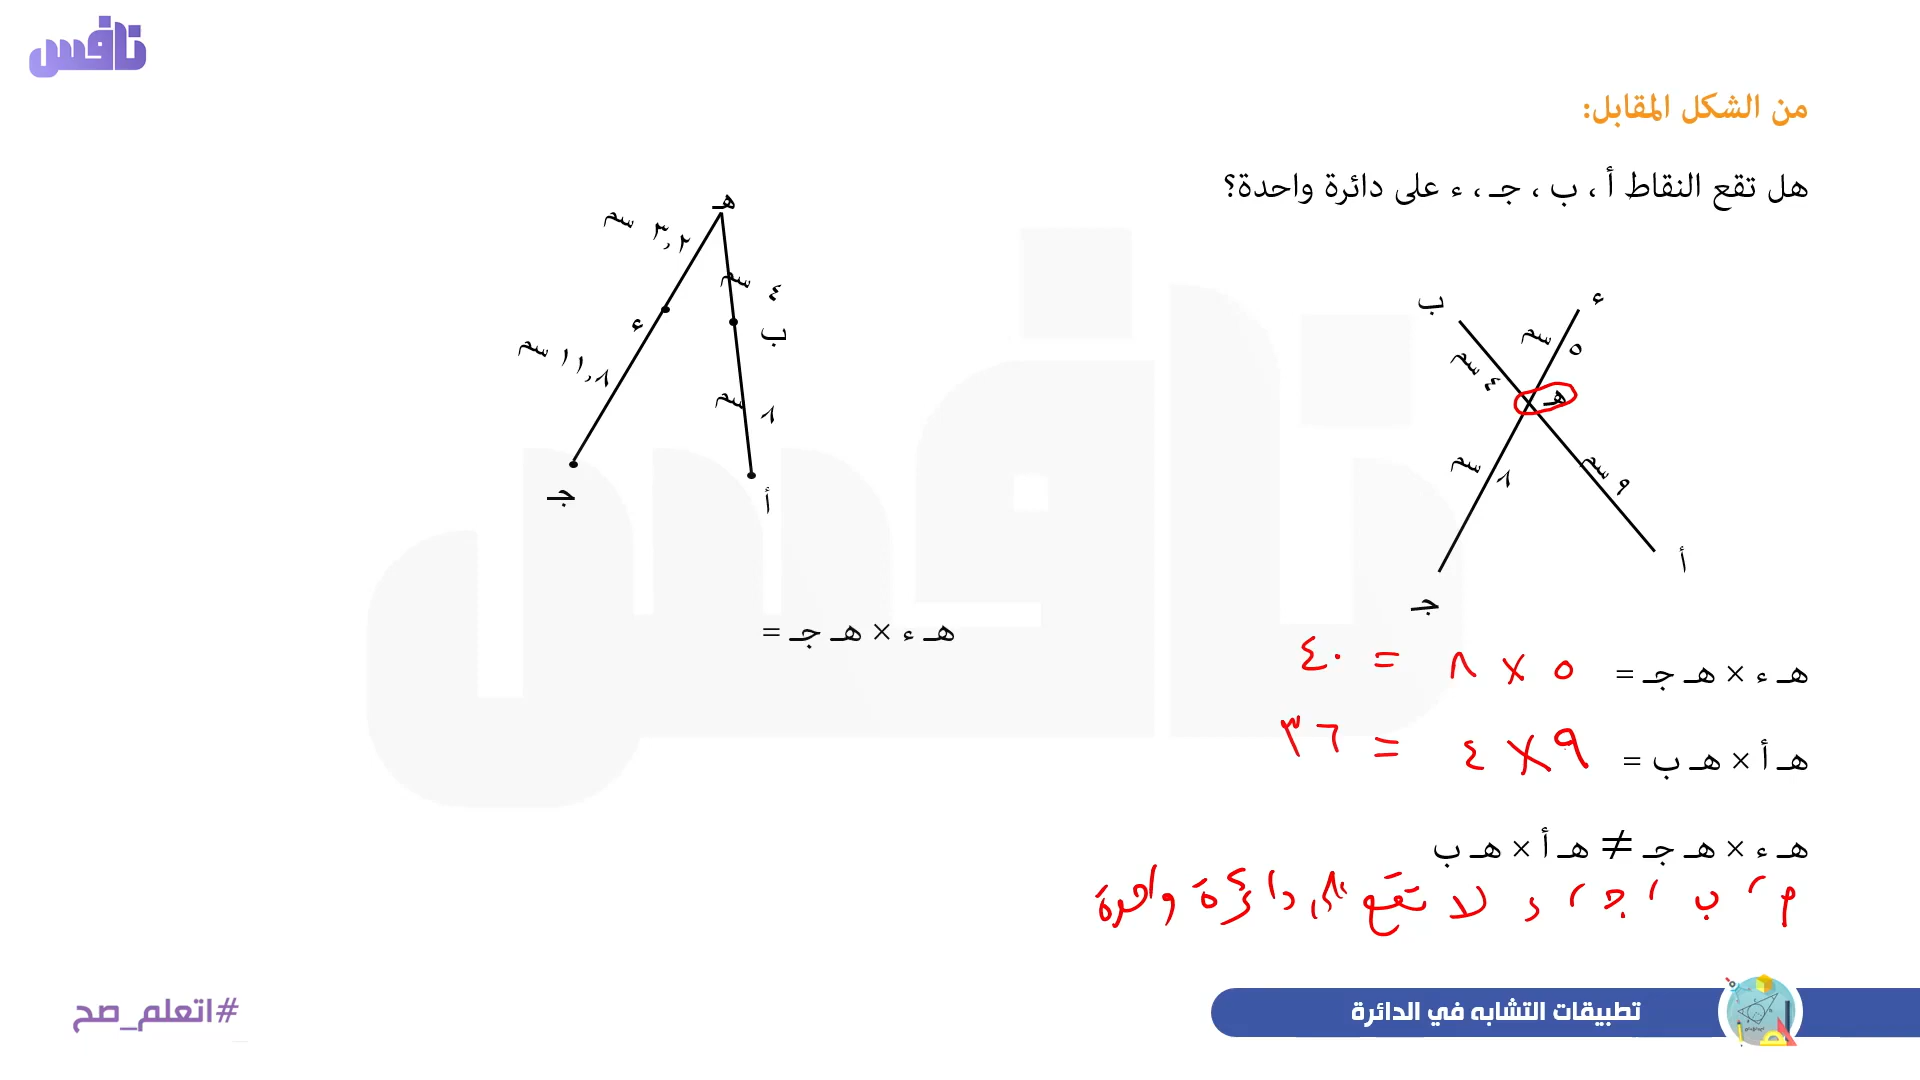 نافس
من الشكل المقابل:
هل تقع النقاط أ ، ب ، جـ ، ء على دائرة واحدة؟
ب
ء
٥ سم
٤ سم
هـ
٨ سم
٩ سم
أ
جـ
هـ ء × هـ جـ = ٥ × ٨ = ٤٠
هـ أ × هـ ب = ٩ × ٤ = ٣٦
هـ ء × هـ جـ ≠ هـ أ × هـ ب
م ، ب ، جـ ، ء لا تقع على دائرة واحدة
هـ
٣,٢ سم
٤ سم
ء
ب
١١,٨ سم
٨ سم
جـ
أ
هـ ء × هـ جـ =
تطبيقات التشابه في الدائرة
#اتعلم_صح